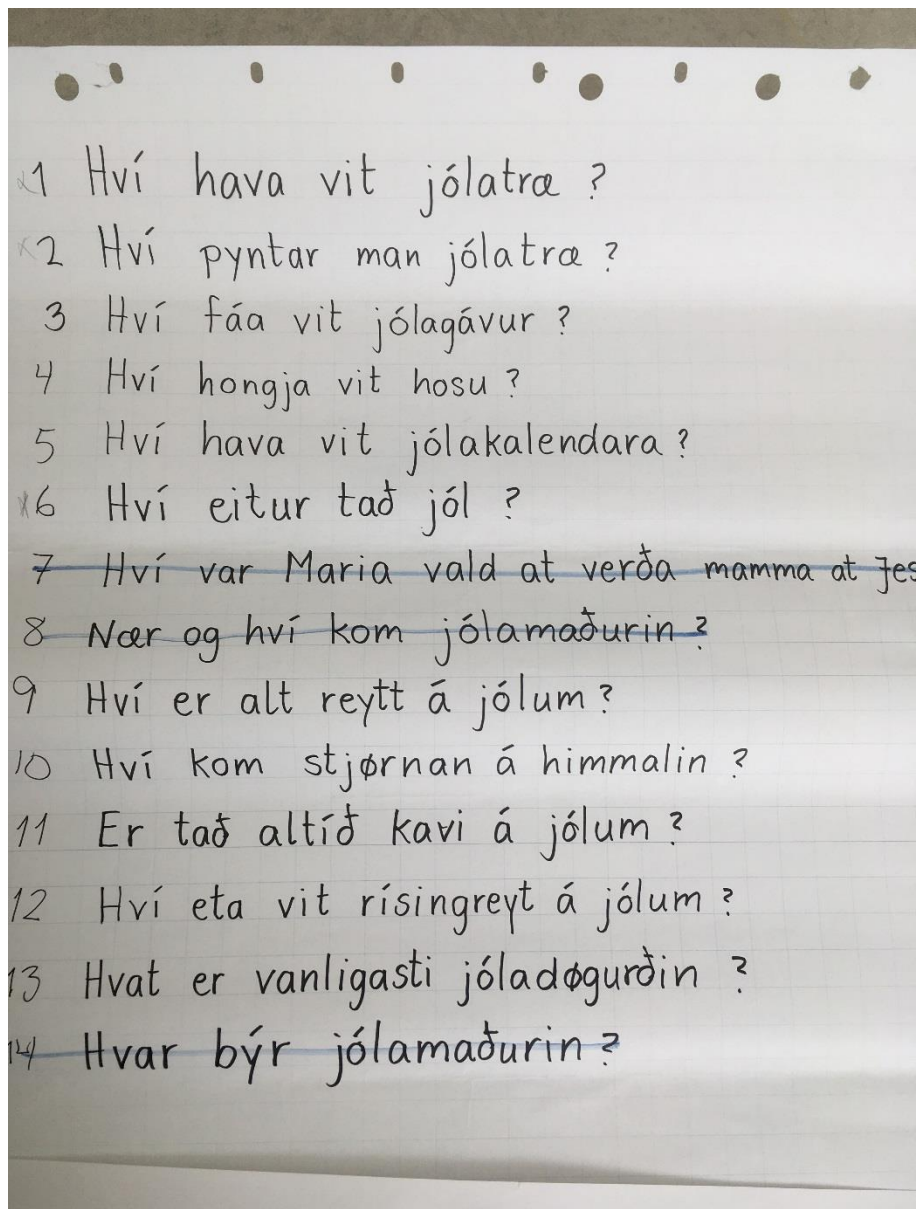 x1 Hví hava vit jólatræ ?
x2 Hví pyntar man jólatræ ?
3 Hví fáa vit jólagávur ?
4 Hví hongja vit hosu ?
5 Hví hava vit jólakalendara ?
x6 Hví eitur tað jól ?
7 Hví var Maria vald at verða mamma at Jes
8 Nær og hví kom jólamaðurin ?
9 Hví er alt reytt á jólum ?
10 Hví kom stjørnan á himmalin ?
11 Er tað altíð kavi á jólum ?
12 Hví eta vit rísingreyt á jólum ?
13 Hvat er vanligasti jóladøgurðin ?
14 Hvar býr jólamaðurin ?